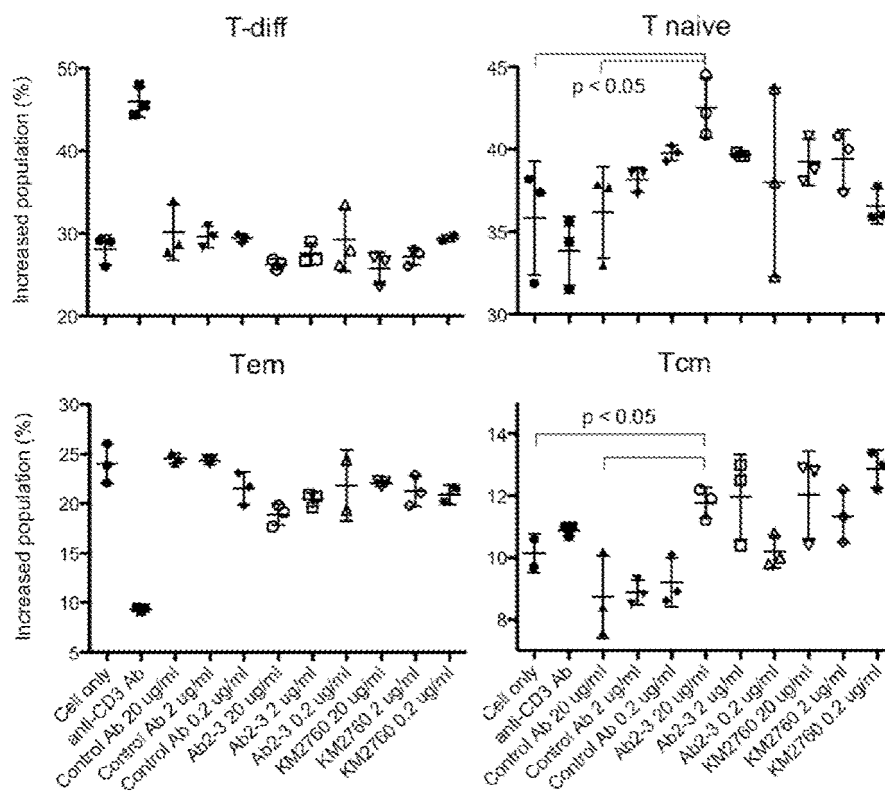 T-diff
T naive
Increased population (%)
50
40
30
20
45
40
35
30
p < 0.05
Tem
Tcm
Increased population (%)
30
25
20
15
10
5
14
12
10
8
p < 0.05
Cell only
anti-CD3 Ab
Control Ab 20 ug/ml
Control Ab 2 ug/ml
Control Ab 0.2 ug/ml
Ab2-3 20 ug/ml
Ab2-3 2 ug/ml
Ab2-3 0.2 ug/ml
KM2760 20 ug/ml
KM2760 2 ug/ml
KM2760 0.2 ug/ml
Cell only
anti-CD3 Ab
Control Ab 20 ug/ml
Control Ab 2 ug/ml
Control Ab 0.2 ug/ml
Ab2-3 20 ug/ml
Ab2-3 2 ug/ml
Ab2-3 0.2 ug/ml
KM2760 20 ug/ml
KM2760 2 ug/ml
KM2760 0.2 ug/ml